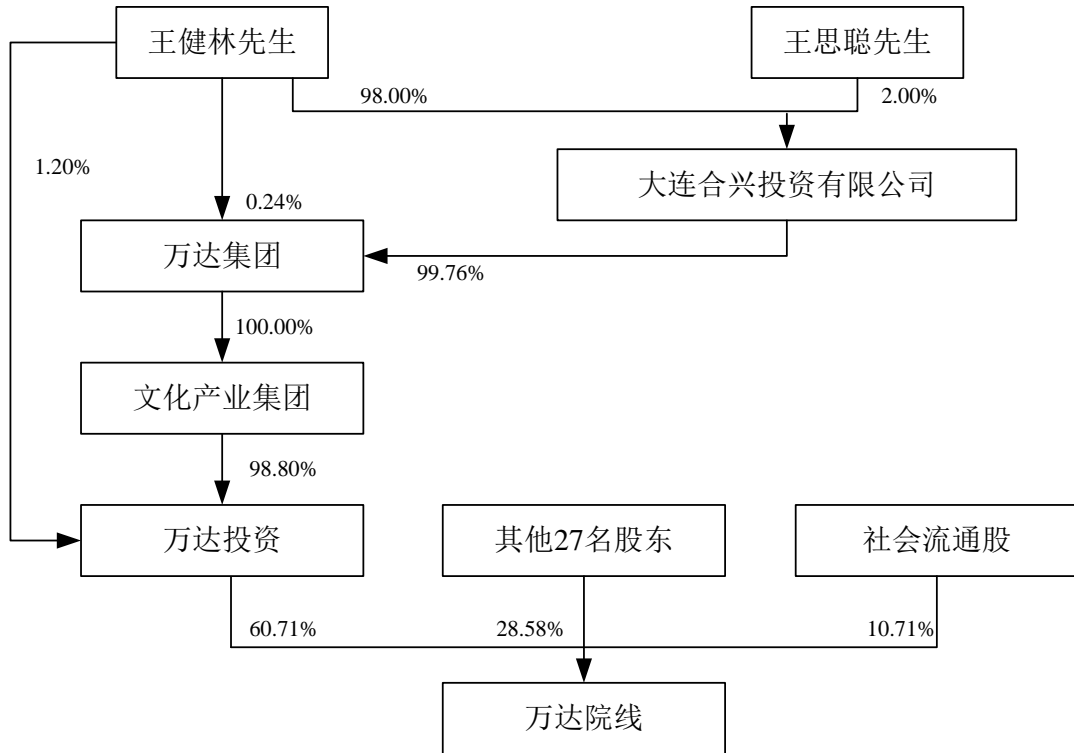 王健林先生
王思聪先生
98.00%
2.00%
1.20%
大连合兴投资有限公司
0.24%
万达集团
99.76%
100.00%
文化产业集团
98.80%
万达投资
其他27名股东
社会流通股
60.71%
28.58%
10.71%
万达院线